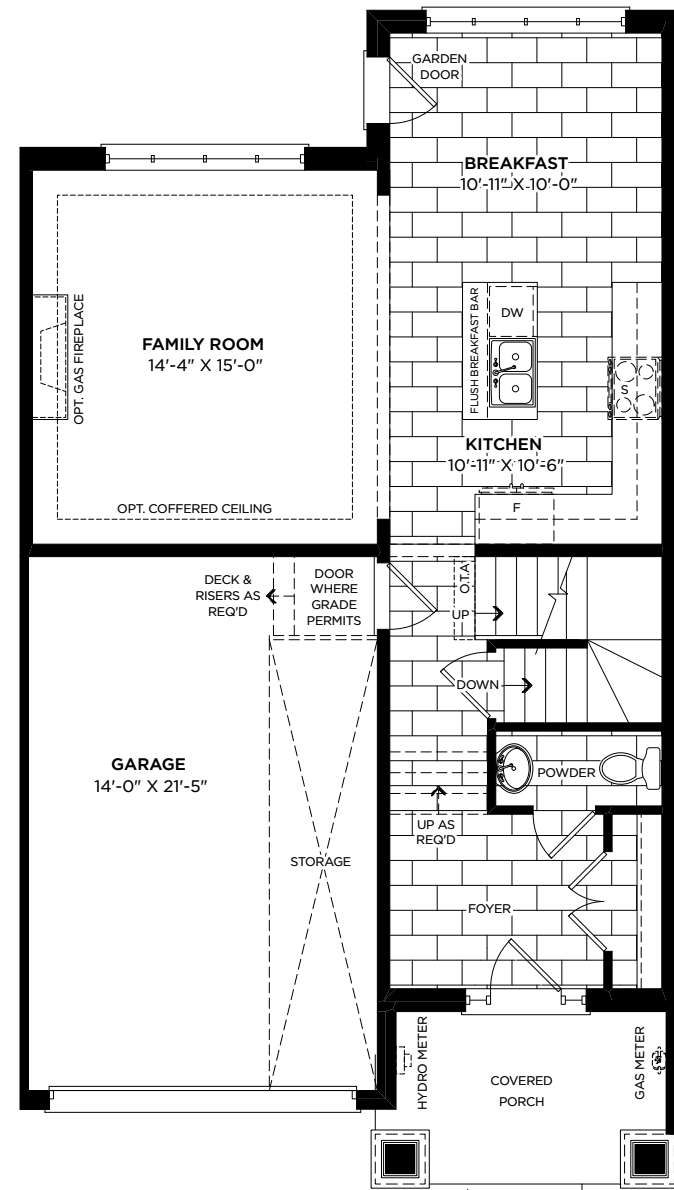 GARDEN
DOOR
BREAKFAST
10'-11" X 10'-0"
FAMILY ROOM
14'-4" X 15'-0"
OPT. GAS FIREPLACE
OPT. COFFERED CEILING
FLUSH BREAKFAST BAR
DW
S
KITCHEN
10'-11" X 10'-6"
F
DECK &
RISERS AS
REQ'D
DOOR
WHERE
GRADE
PERMITS
O.T.A
UP
DOWN
GARAGE
14'-0" X 21'-5"
POWDER
UP AS
REQ'D
STORAGE
FOYER
HYDRO METER
COVERED
PORCH
GAS METER